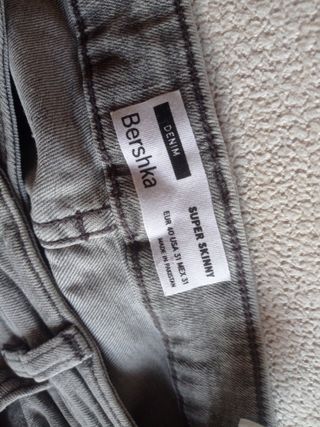 DENIM
Bershka
SUPER SKINNY
EUR 40 USA 31 MEX 31
MADE IN PAKISTAN